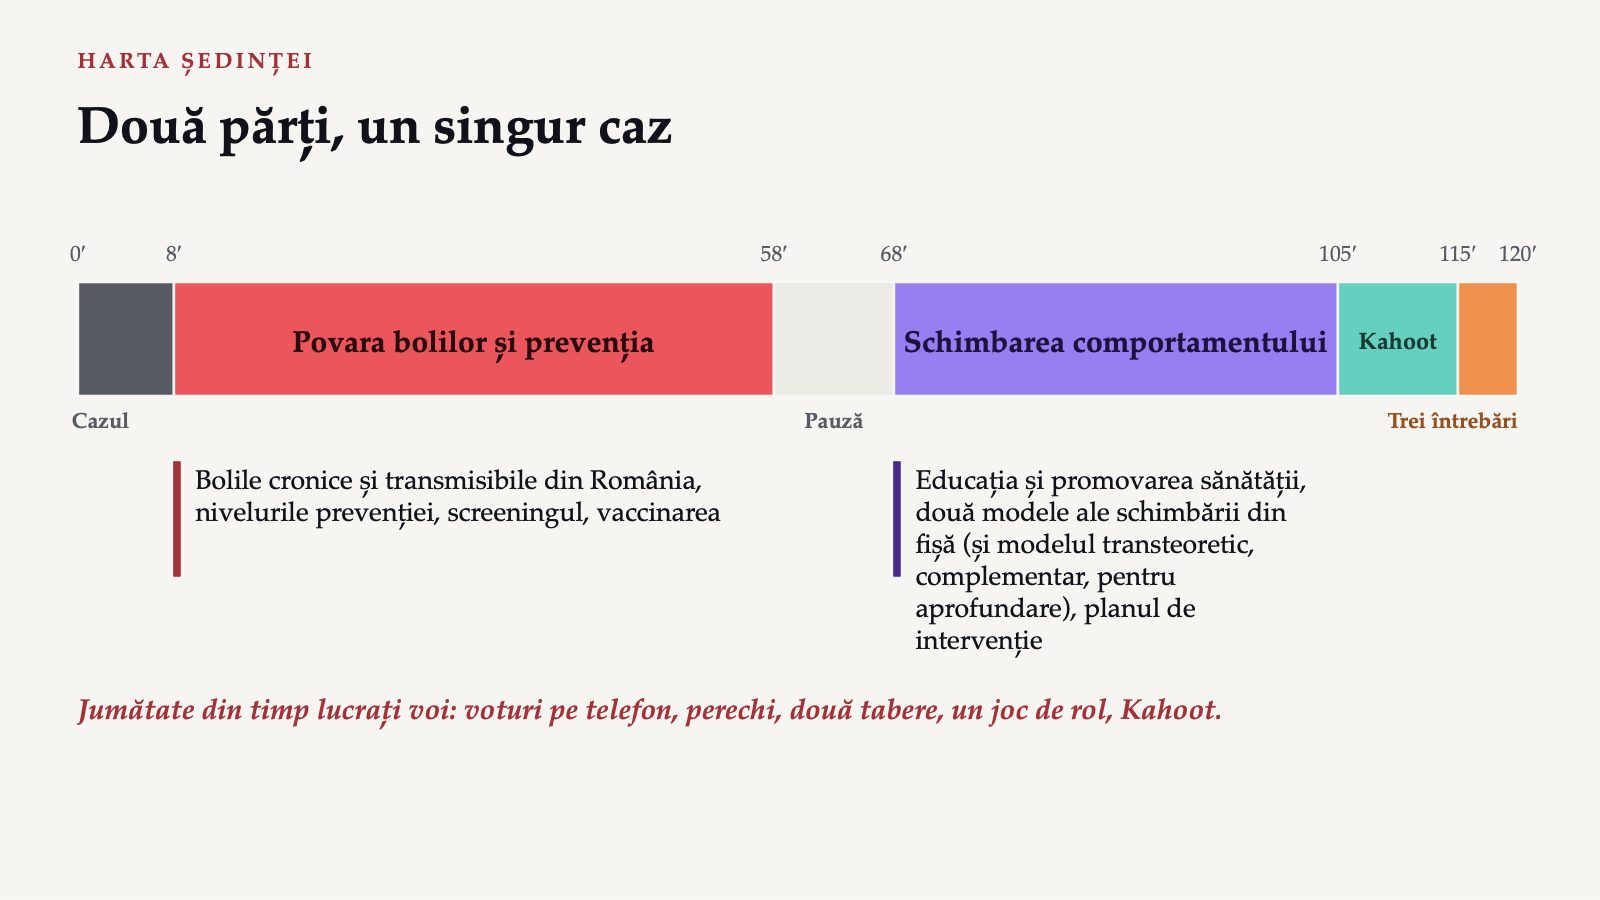 HARTA ȘEDINȚEI
Două părți, un singur caz
0′ 8′ 58′ 68′ 105′ 115′ 120′
Povara bolilor și prevenția Schimbarea comportamentului Kahoot
Cazul Pauză Trei întrebări
Bolile cronice și transmisibile din România,
nivelurile prevenției, screeningul, vaccinarea
Educația și promovarea sănătății,
două modele ale schimbării din
fișă (și modelul transteoretic,
complementar, pentru
aprofundare), planul de
intervenție
Jumătate din timp lucrați voi: voturi pe telefon, perechi, două tabere, un joc de rol, Kahoot.